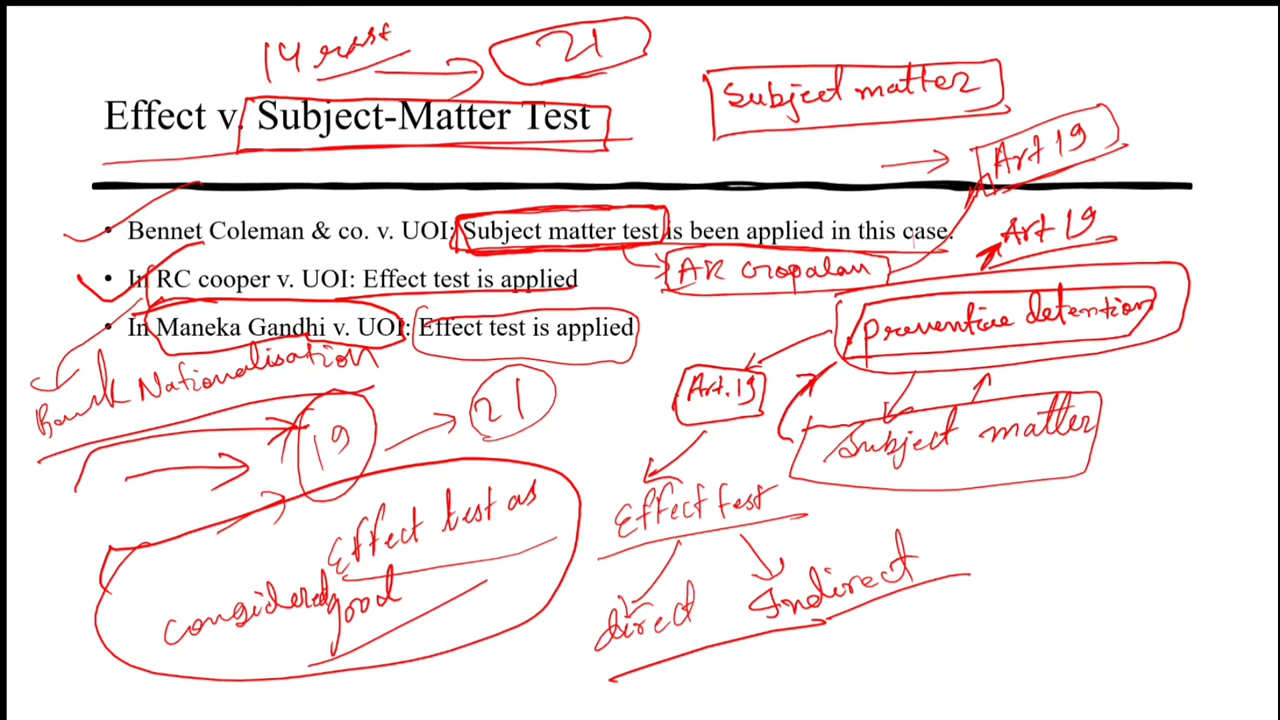 14 
21
Subject matter
Effect v. Subject-Matter Test
Art 19
• Bennet Coleman & co. v. UOI: Subject matter test is been applied in this case.
Art 19
AK Gopalan
• In RC cooper v. UOI: Effect test is applied
preventive detention
• In Maneka Gandhi v. UOI: Effect test is applied
Bank Nationalisation
Art.19
21
19
Subject matter
Effect test
Effect test as
considered good
direct
Indirect